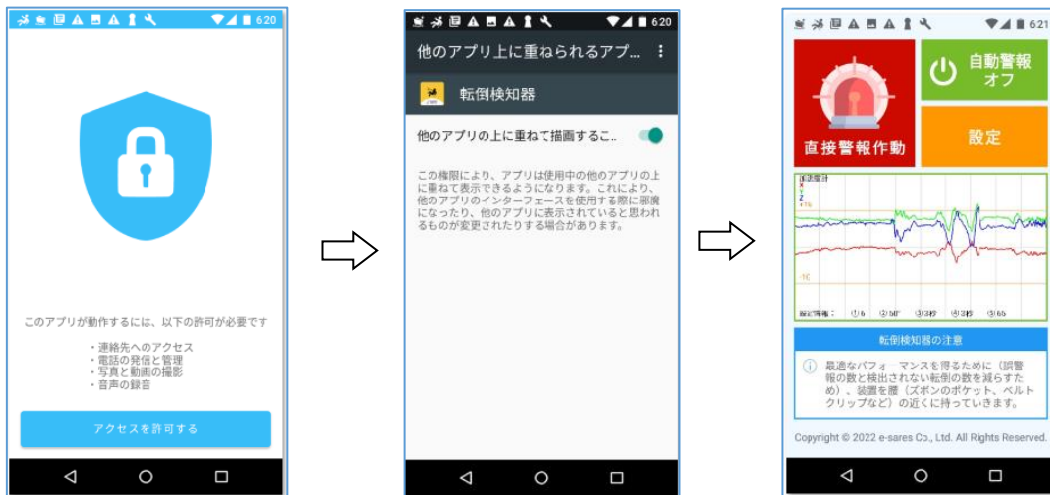 6:20
このアプリが動作するには、以下の許可が必要です
・連絡先へのアクセス
・電話の発信と管理
・写真と動画の撮影
・音声の録音
アクセスを許可する
6:20
他のアプリ上に重ねられるアプ...
転倒検知器
他のアプリの上に重ねて描画するこ..
この権限により、アプリは使用中の他のアプリの上
に重ねて表示できるようになります。これにより、
他のアプリのインターフェースを使用する際に邪魔
になったり、他のアプリに表示されていると思われ
るものが変更されたりする場合があります。
6:21
直接警報作動
自動警報
オフ
設定
加速度計
X
Y
Z
-10
設定情報:
転倒検知器の注意
最適なパフォーマンスを得るために(誤警
報の数と検出されない転倒の数を減らすた
め)、装置を腰(ズボンのポケット、ベルト
クリップなど)の近くに持っていきます。
Copyright © 2022 e-sares Co., Ltd. All Rights Reserved.